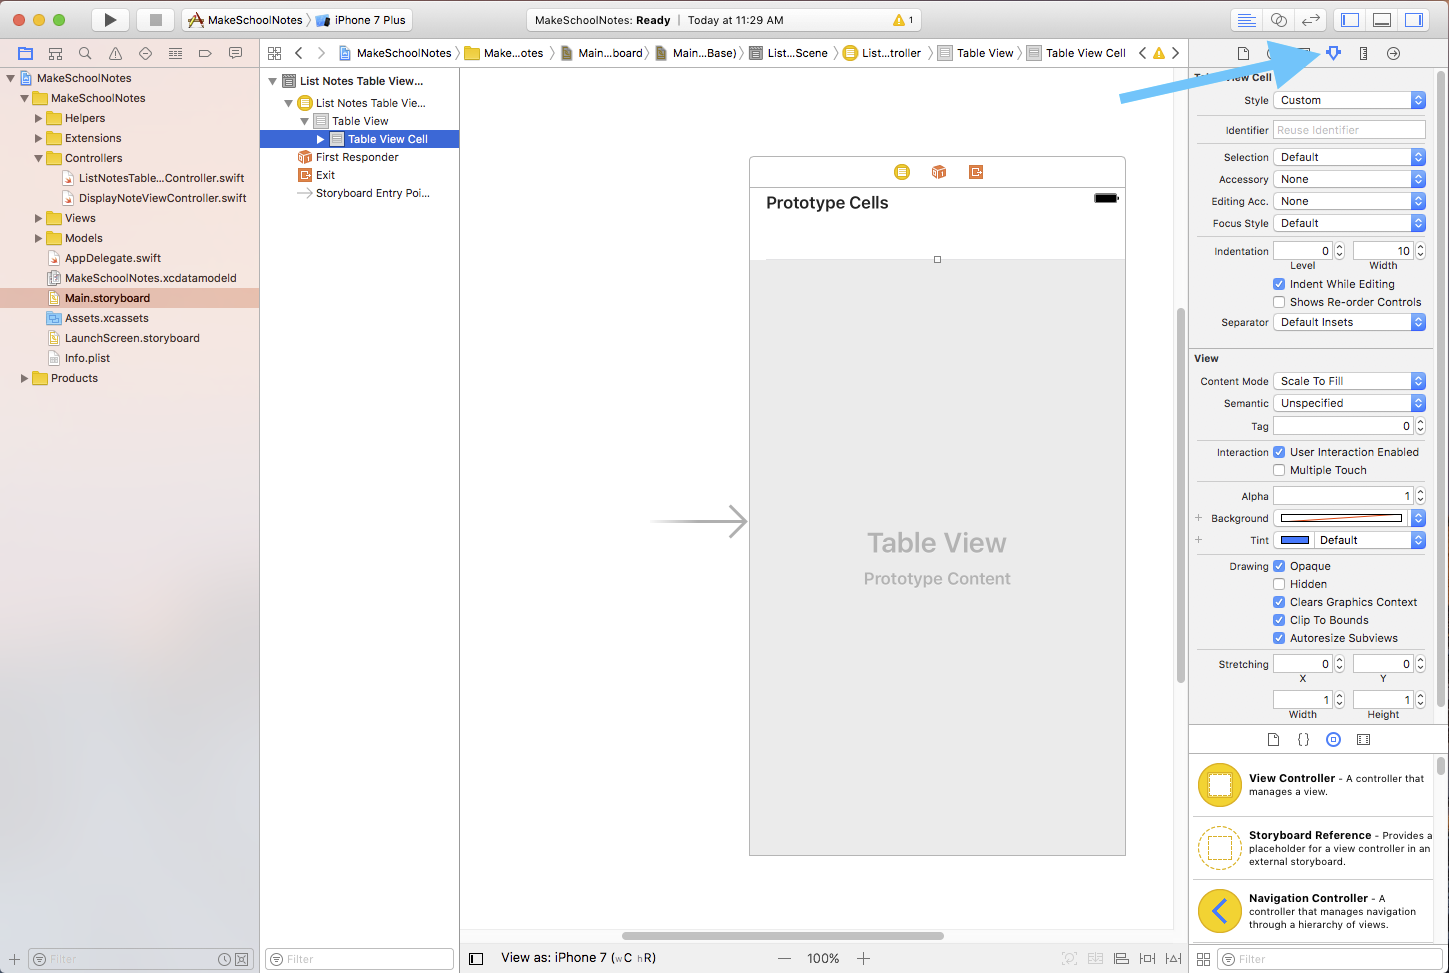 MakeSchoolNotes
iPhone 7 Plus
MakeSchoolNotes: Ready
Today at 11:29 AM
1
MakeSchoolNotes
Make...otes
Main....board
Main....Base)
List...Scene
List...troller
Table View
Table View Cell
MakeSchoolNotes
MakeSchoolNotes
Helpers
Extensions
Controllers
ListNotesTable...Controller.swift
DisplayNoteViewController.swift
Views
Models
AppDelegate.swift
MakeSchoolNotes.xcdatamodeld
Main.storyboard
Assets.xcassets
LaunchScreen.storyboard
Info.plist
Products
Filter
List Notes Table View...
List Notes Table Vie...
Table View
Table View Cell
First Responder
Exit
Storyboard Entry Poi...
Filter
Prototype Cells
Table View
Prototype Content
View as: iPhone 7 (wC hR)
100%
View Cell
Style Custom
Identifier Reuse Identifier
Selection Default
Accessory None
Editing Acc. None
Focus Style Default
Indentation 0 10
Level Width
Indent While Editing
Shows Re-order Controls
Separator Default Insets
View
Content Mode Scale To Fill
Semantic Unspecified
Tag 0
Interaction User Interaction Enabled
Multiple Touch
Alpha 1
Background
Tint Default
Drawing Opaque
Hidden
Clears Graphics Context
Clip To Bounds
Autoresize Subviews
Stretching 0 0
X Y
1 1
Width Height
View Controller - A controller that
manages a view.
Storyboard Reference - Provides a
placeholder for a view controller in an
external storyboard.
Navigation Controller - A
controller that manages navigation
through a hierarchy of views.
Filter